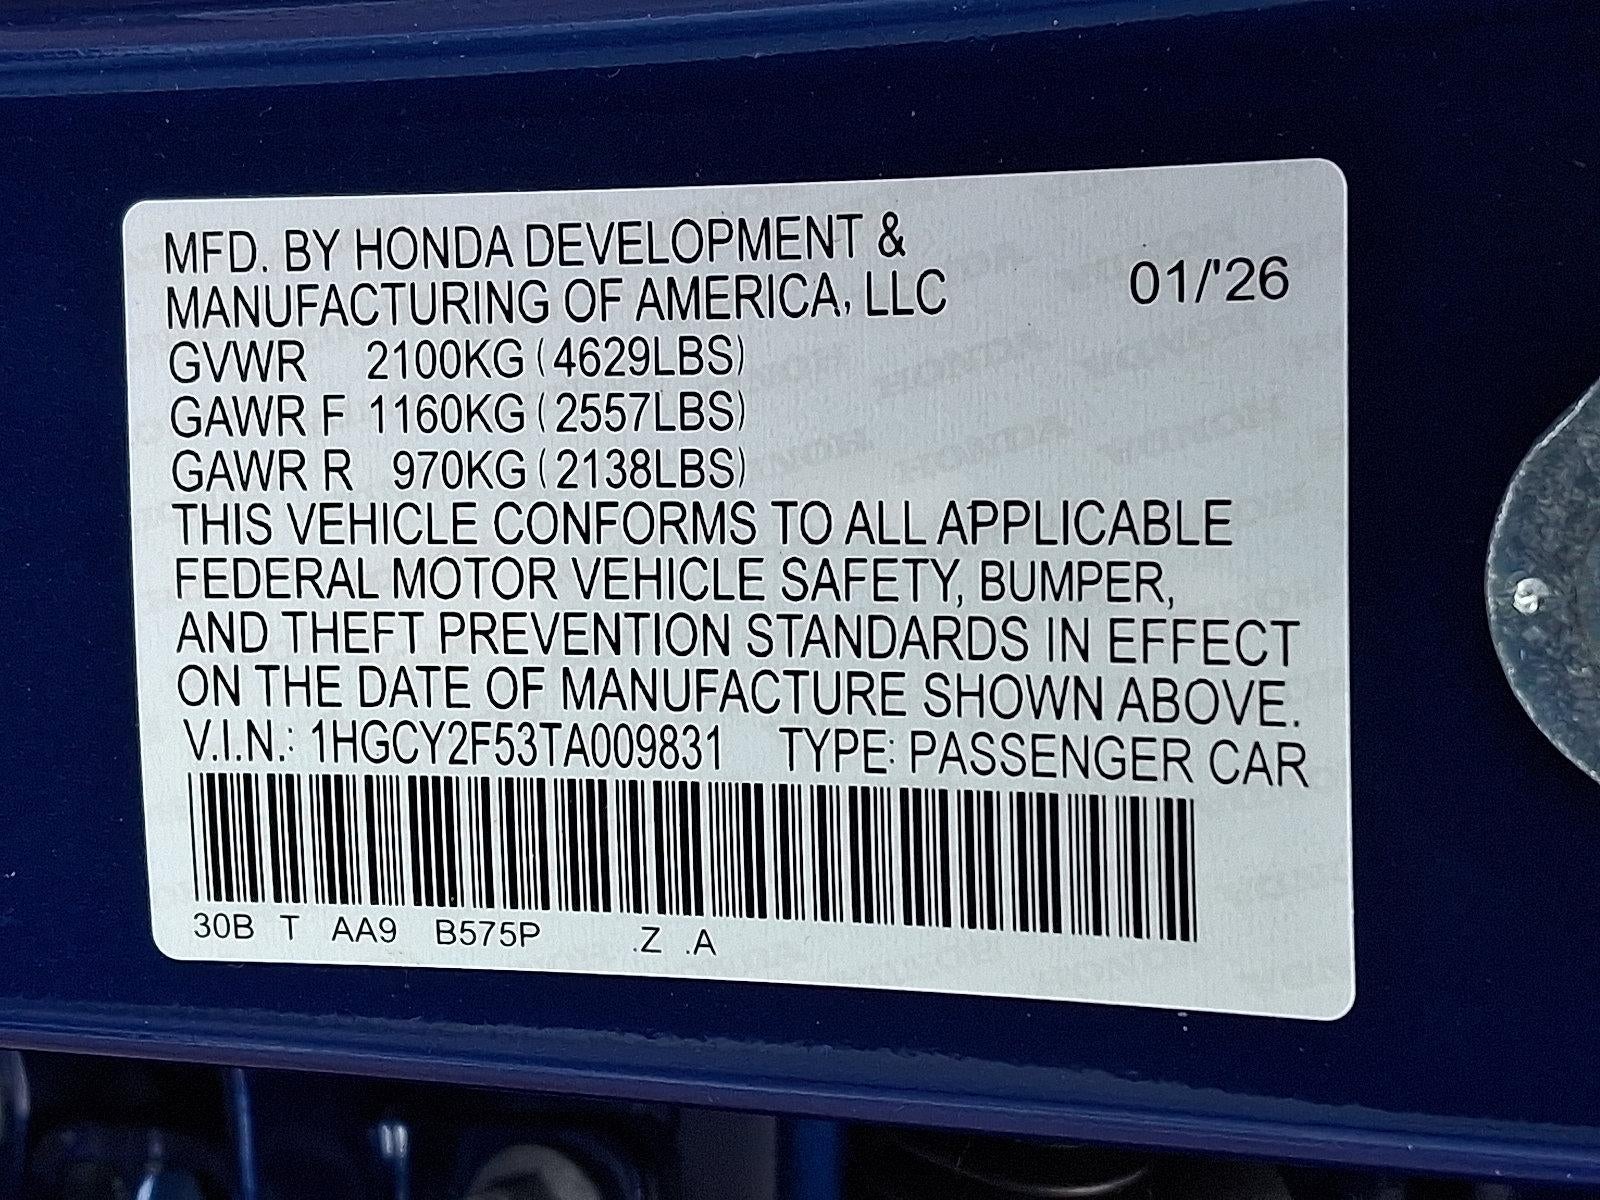 MFD. BY HONDA DEVELOPMENT &
MANUFACTURING OF AMERICA, LLC 01/'26
GVWR 2100KG (4629LBS)
GAWR F 1160KG (2557LBS)
GAWR R 970KG (2138LBS)
THIS VEHICLE CONFORMS TO ALL APPLICABLE
FEDERAL MOTOR VEHICLE SAFETY, BUMPER,
AND THEFT PREVENTION STANDARDS IN EFFECT
ON THE DATE OF MANUFACTURE SHOWN ABOVE.
V.I.N.: 1HGCY2F53TA009831 TYPE: PASSENGER CAR
30B T AA9 B575P .Z .A